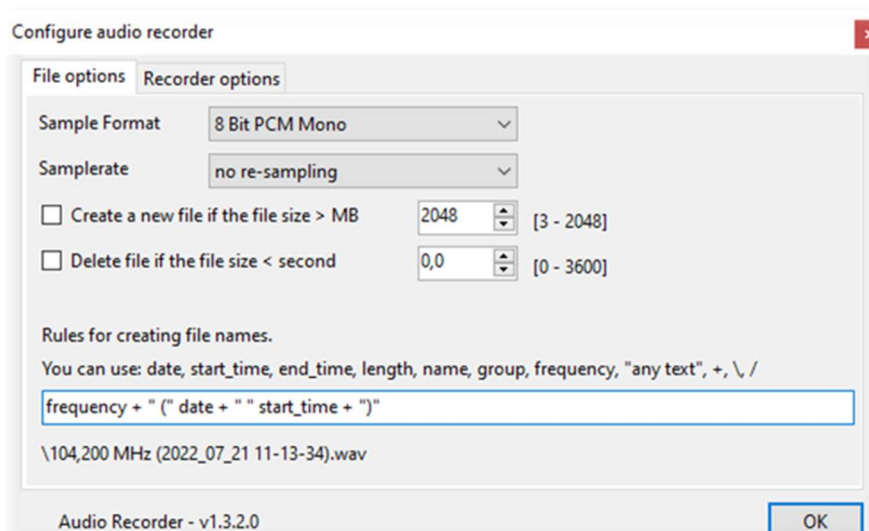 Configure audio recorder
File options Recorder options
Sample Format 8 Bit PCM Mono
Samplerate no re-sampling
Create a new file if the file size > MB 2048 [3 - 2048]
Delete file if the file size < second 0,0 [0 - 3600]
Rules for creating file names.
You can use: date, start_time, end_time, length, name, group, frequency, "any text", +, \, /
frequency + " (" date + " " start_time + ")"
\104,200 MHz (2022_07_21 11-13-34).wav
Audio Recorder - v1.3.2.0 OK